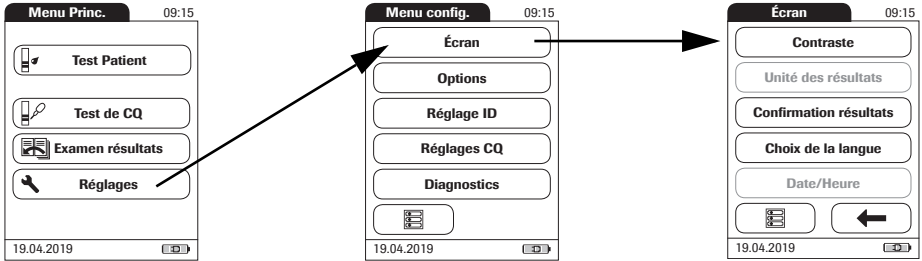 Menu Princ. 09:15
Test Patient
Test de CQ
Examen résultats
Réglages
19.04.2019
Menu config. 09:15
Écran
Options
Réglage ID
Réglages CQ
Diagnostics
19.04.2019
Écran 09:15
Contraste
Unité des résultats
Confirmation résultats
Choix de la langue
Date/Heure
19.04.2019